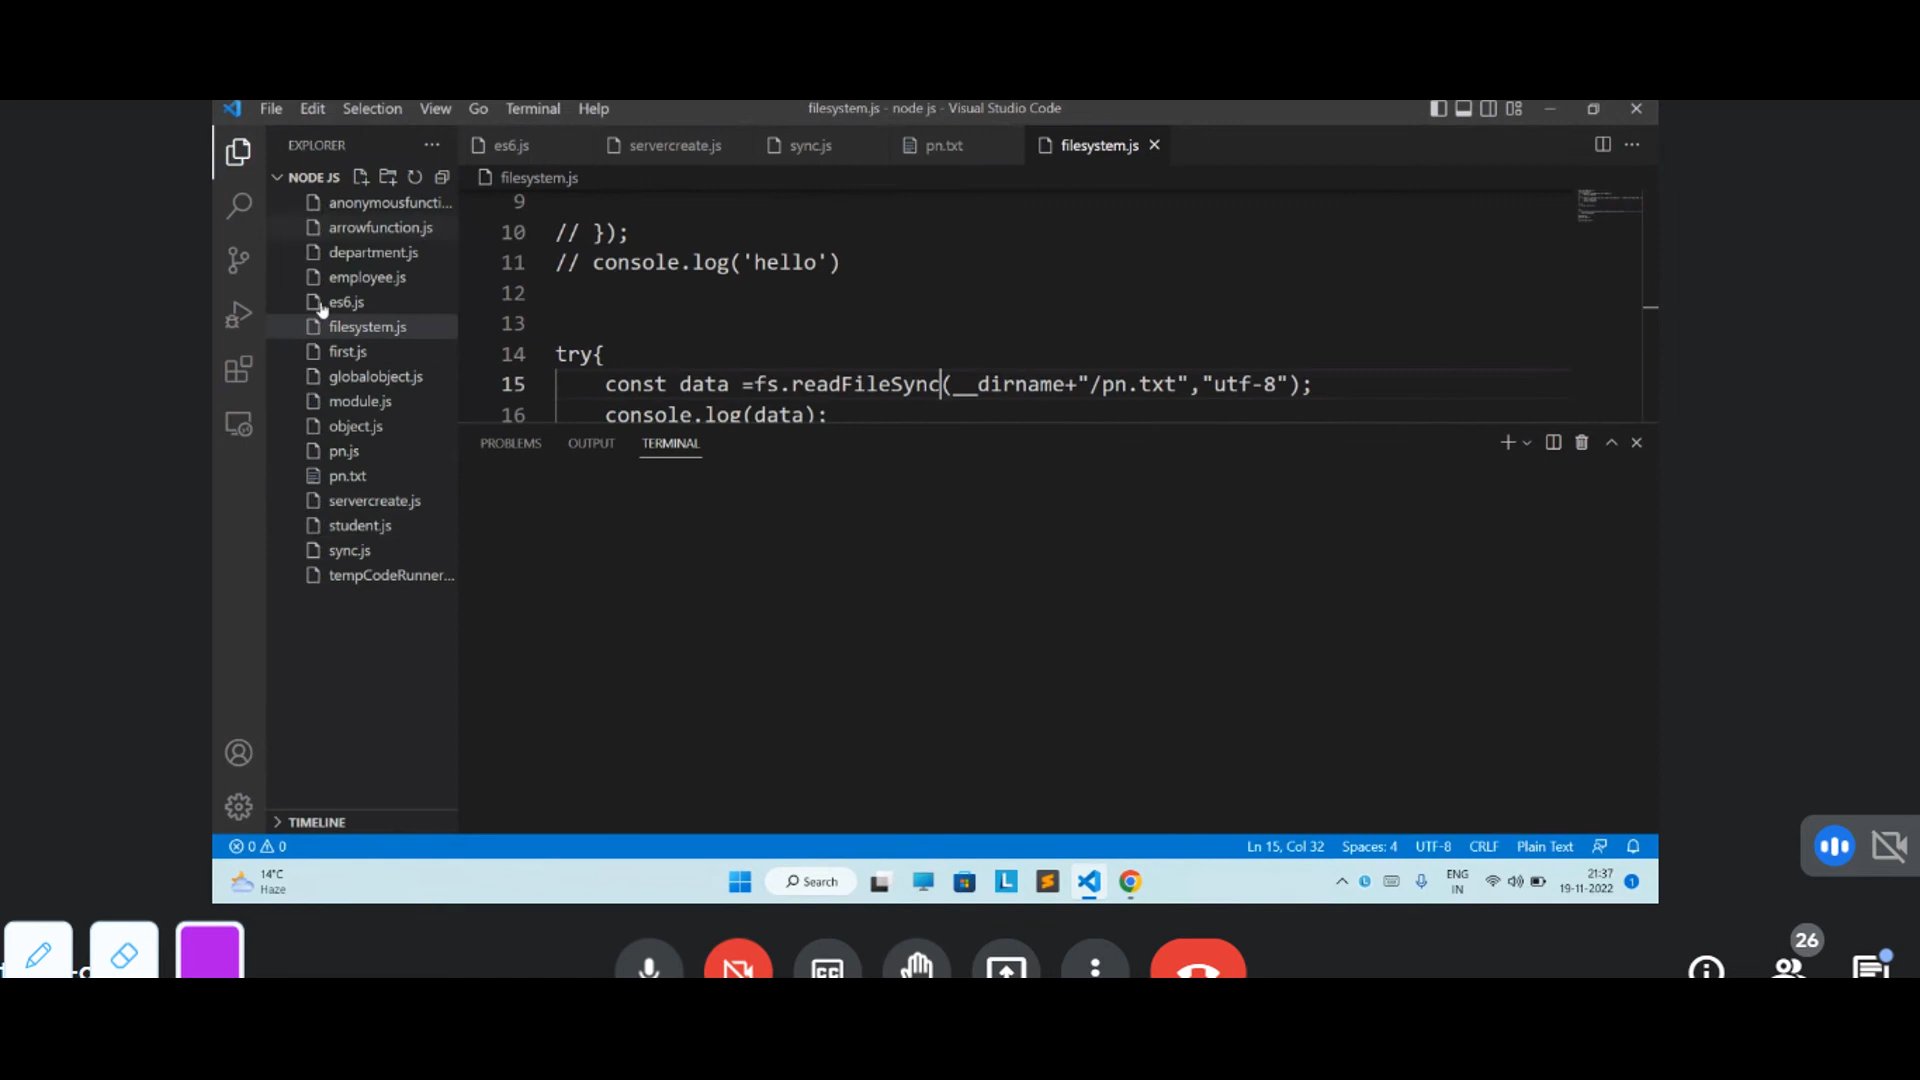 File Edit Selection View Go Terminal Help
filesystem.js - node js - Visual Studio Code
EXPLORER
es6.js
servercreate.js
sync.js
pn.txt
filesystem.js
NODE JS
filesystem.js
anonymousfuncti...
arrowfunction.js
department.js
employee.js
es6.js
filesystem.js
first.js
globalobject.js
module.js
object.js
pn.js
pn.txt
servercreate.js
student.js
sync.js
tempCodeRunner...
TIMELINE
9
10 // });
11 // console.log('hello')
12
13
14 try{
15 const data =fs.readFileSync(__dirname+"/pn.txt","utf-8");
16 console.log(data);
PROBLEMS OUTPUT TERMINAL
0 0
Ln 15, Col 32 Spaces: 4 UTF-8 CRLF Plain Text
14°C
Haze
Search
L
ENG
IN
21:37
19-11-2022
1
CC
26